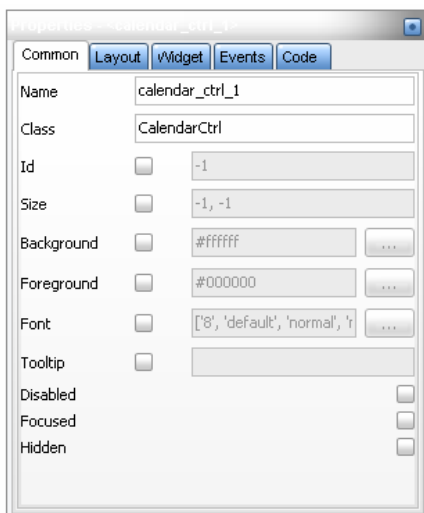 Properties - <calendar_ctrl_1>
Common Layout Widget Events Code
Name calendar_ctrl_1
Class CalendarCtrl
Id -1
Size -1, -1
Background #ffffff ...
Foreground #000000 ...
Font ['8', 'default', 'normal', 'r ...
Tooltip
Disabled
Focused
Hidden